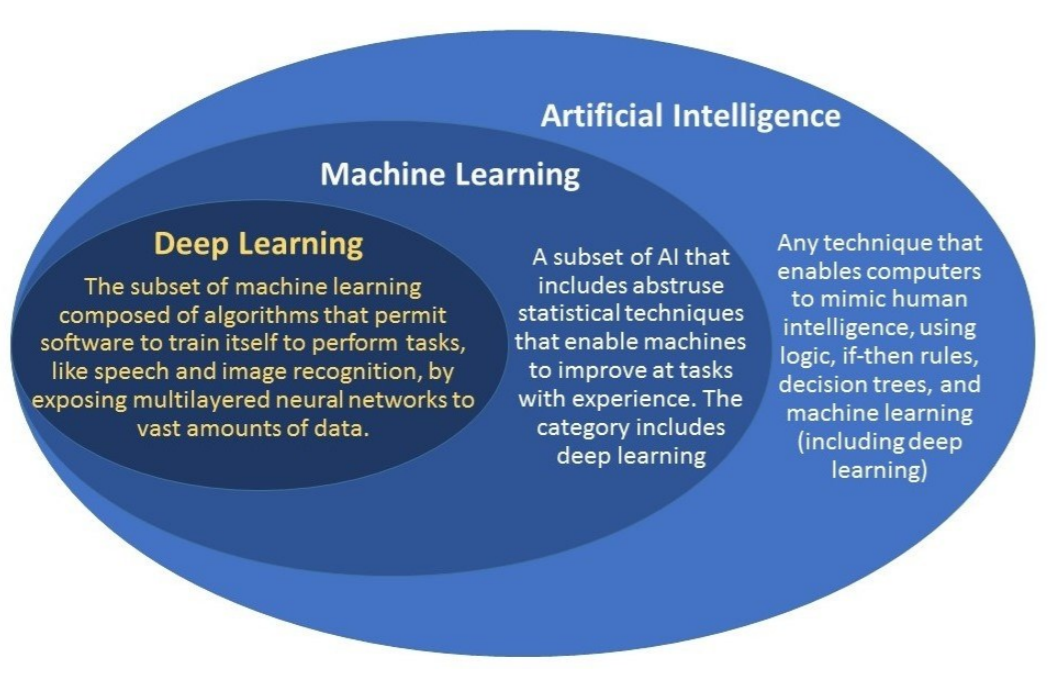 Artificial Intelligence
Machine Learning
Deep Learning
The subset of machine learning
composed of algorithms that permit
software to train itself to perform tasks,
like speech and image recognition, by
exposing multilayered neural networks to
vast amounts of data.
A subset of AI that
includes abstruse
statistical techniques
that enable machines
to improve at tasks
with experience. The
category includes
deep learning
Any technique that
enables computers
to mimic human
intelligence, using
logic, if-then rules,
decision trees, and
machine learning
(including deep
learning)